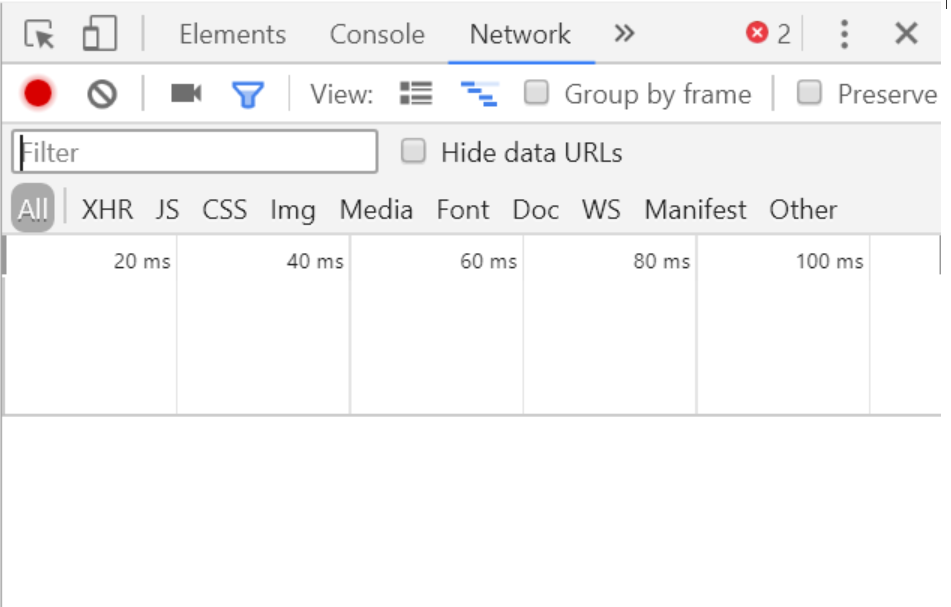 Elements Console Network » 2
View: Group by frame Preserve
Filter Hide data URLs
All XHR JS CSS Img Media Font Doc WS Manifest Other
20 ms 40 ms 60 ms 80 ms 100 ms